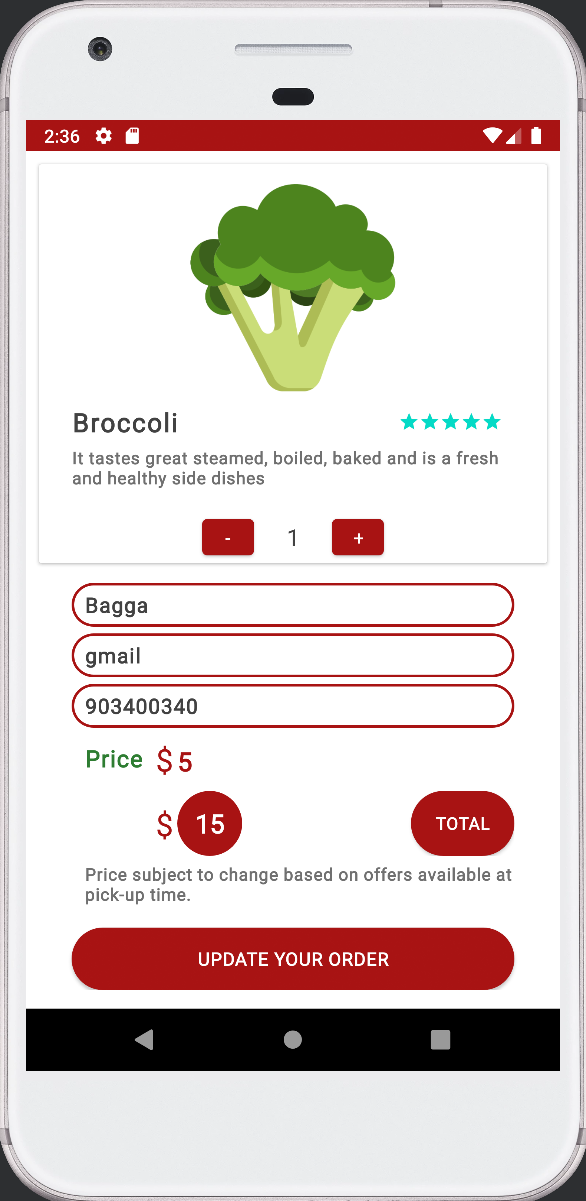 2:36
Broccoli
It tastes great steamed, boiled, baked and is a fresh
and healthy side dishes
- 1 +
Bagga
gmail
903400340
Price $ 5
$ 15 TOTAL
Price subject to change based on offers available at
pick-up time.
UPDATE YOUR ORDER